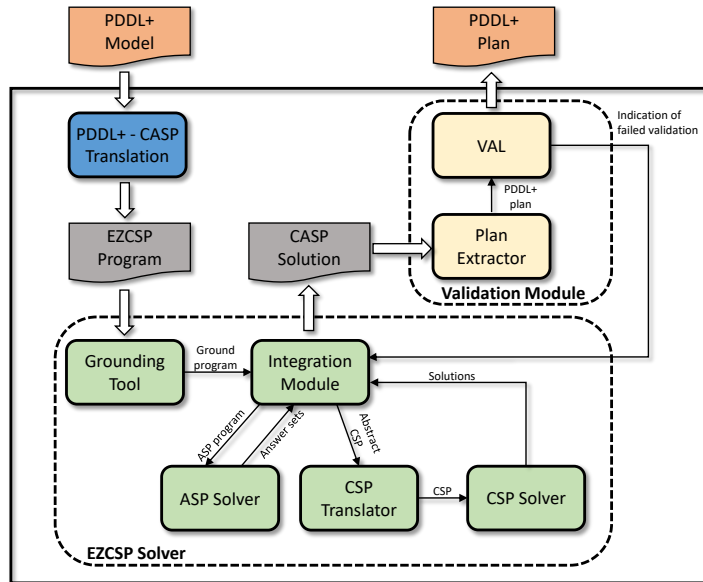 PDDL+
Model
PDDL+
Plan
PDDL+ - CASP
Translation
VAL
Indication of
failed validation
PDDL+
plan
EZCSP
Program
CASP
Solution
Plan
Extractor
Validation Module
Grounding
Tool
Ground
program
Integration
Module
Solutions
ASP program
Answer sets
Abstract
CSP
ASP Solver
CSP
Translator
CSP
CSP Solver
EZCSP Solver